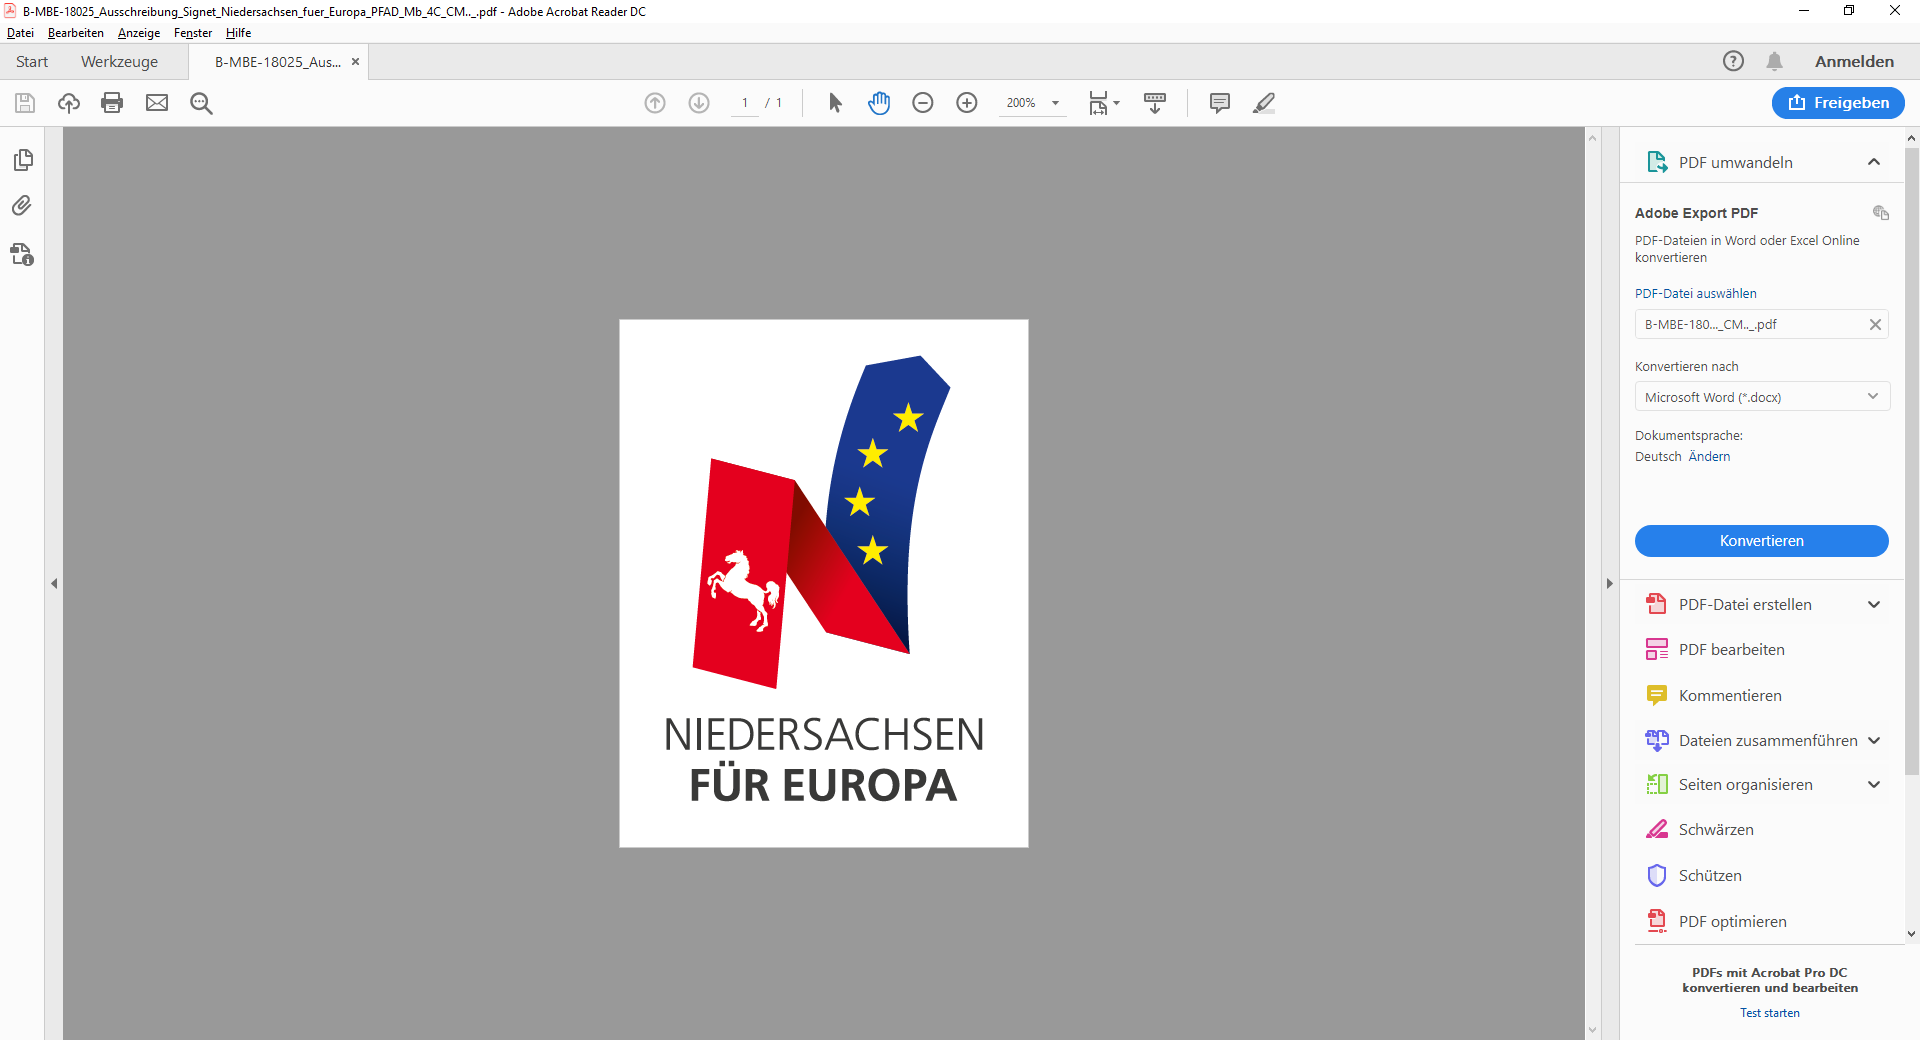 B-MBE-18025_Ausschreibung_Signet_Niedersachsen_fuer_Europa_PFAD_Mb_4C_CM.._.pdf - Adobe Acrobat Reader DC
Datei Bearbeiten Anzeige Fenster Hilfe
Start Werkzeuge B-MBE-18025_Aus... Anmelden
1 / 1 200% Freigeben
NIEDERSACHSEN
FÜR EUROPA
PDF umwandeln
Adobe Export PDF
PDF-Dateien in Word oder Excel Online
konvertieren
PDF-Datei auswählen
B-MBE-180..._CM.._.pdf
Konvertieren nach
Microsoft Word (*.docx)
Dokumentsprache:
Deutsch Ändern
Konvertieren
PDF-Datei erstellen
PDF bearbeiten
Kommentieren
Dateien zusammenführen
Seiten organisieren
Schwärzen
Schützen
PDF optimieren
PDFs mit Acrobat Pro DC
konvertieren und bearbeiten
Test starten